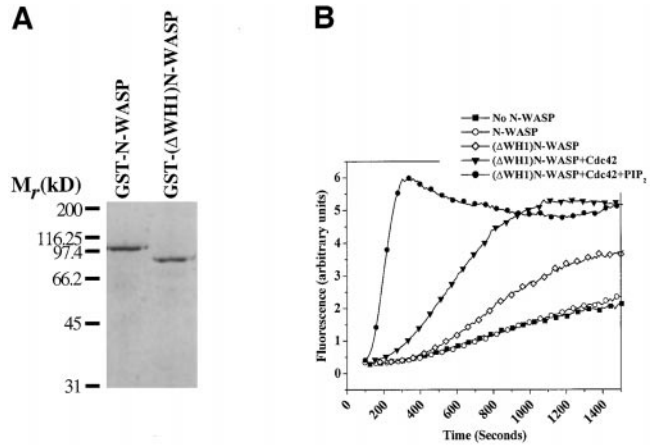 A
GST-N-WASP
GST-(ΔWH1)N-WASP
Mr(kD)
200
116.25
97.4
66.2
45
31
B
No N-WASP
N-WASP
(ΔWH1)N-WASP
(ΔWH1)N-WASP+Cdc42
(ΔWH1)N-WASP+Cdc42+PIP2
Fluorescence (arbitrary units)
6
5
4
3
2
1
0
0 200 400 600 800 1000 1200 1400
Time (Seconds)